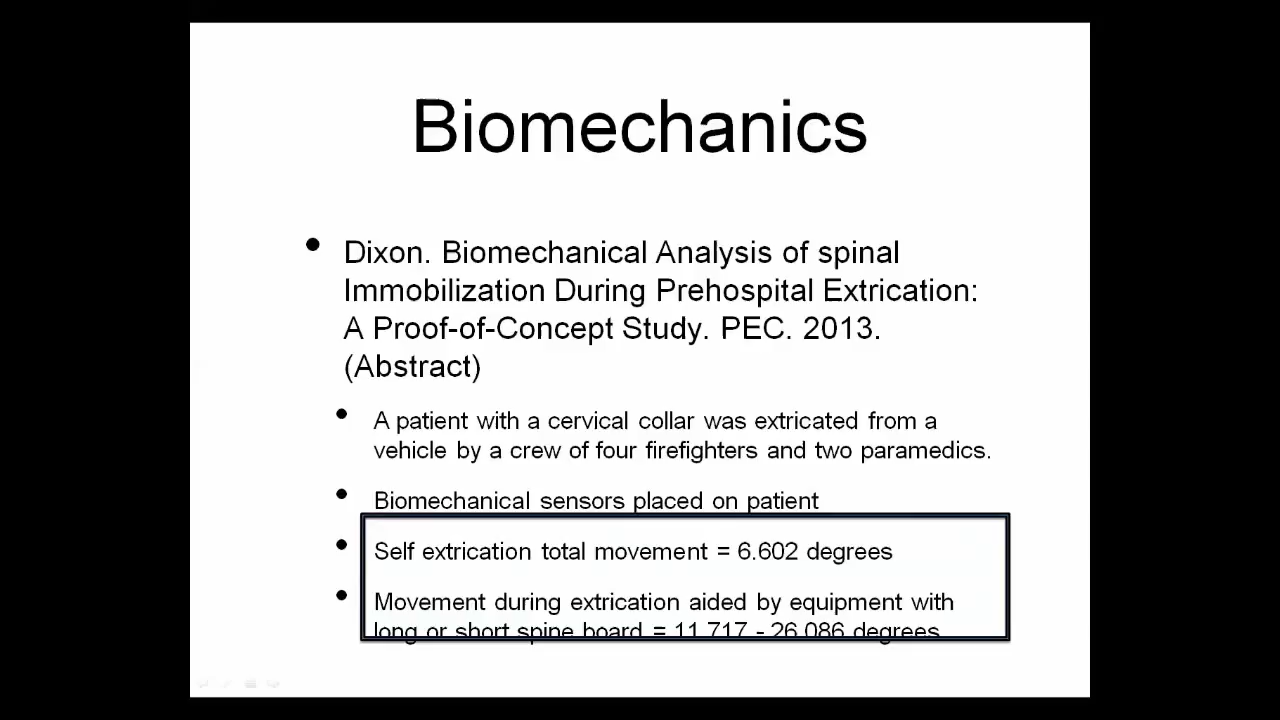 Biomechanics
• Dixon. Biomechanical Analysis of spinal
Immobilization During Prehospital Extrication:
A Proof-of-Concept Study. PEC. 2013.
(Abstract)
• A patient with a cervical collar was extricated from a
vehicle by a crew of four firefighters and two paramedics.
• Biomechanical sensors placed on patient
• Self extrication total movement = 6.602 degrees
• Movement during extrication aided by equipment with
long or short spine board = 11.717 - 26.086 degrees